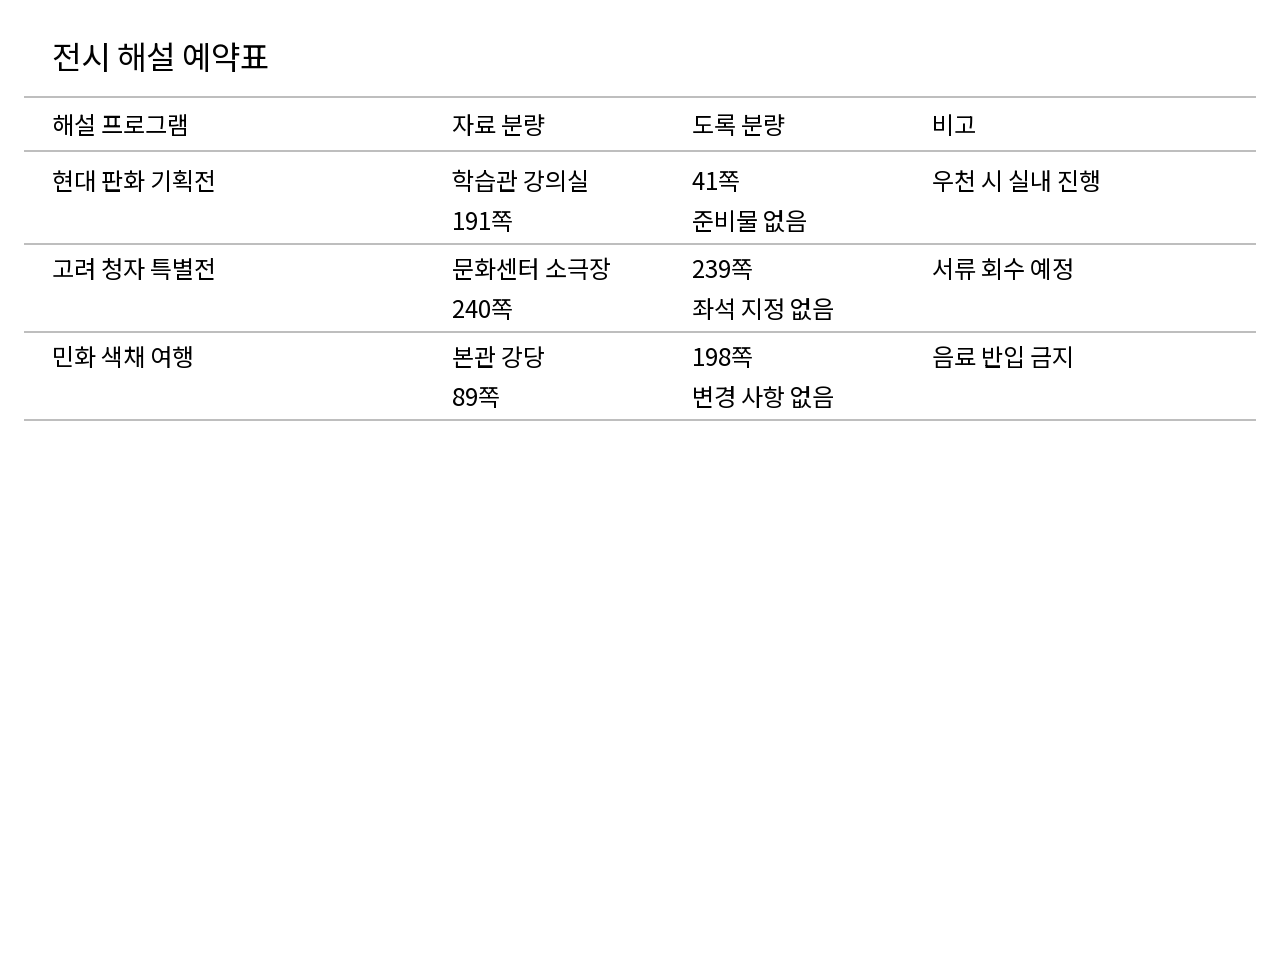 전시 해설 예약표
해설 프로그램 자료 분량 도록 분량 비고
현대 판화 기획전 학습관 강의실 41쪽 우천 시 실내 진행
191쪽 준비물 없음
고려 청자 특별전 문화센터 소극장 239쪽 서류 회수 예정
240쪽 좌석 지정 없음
민화 색채 여행 본관 강당 198쪽 음료 반입 금지
89쪽 변경 사항 없음